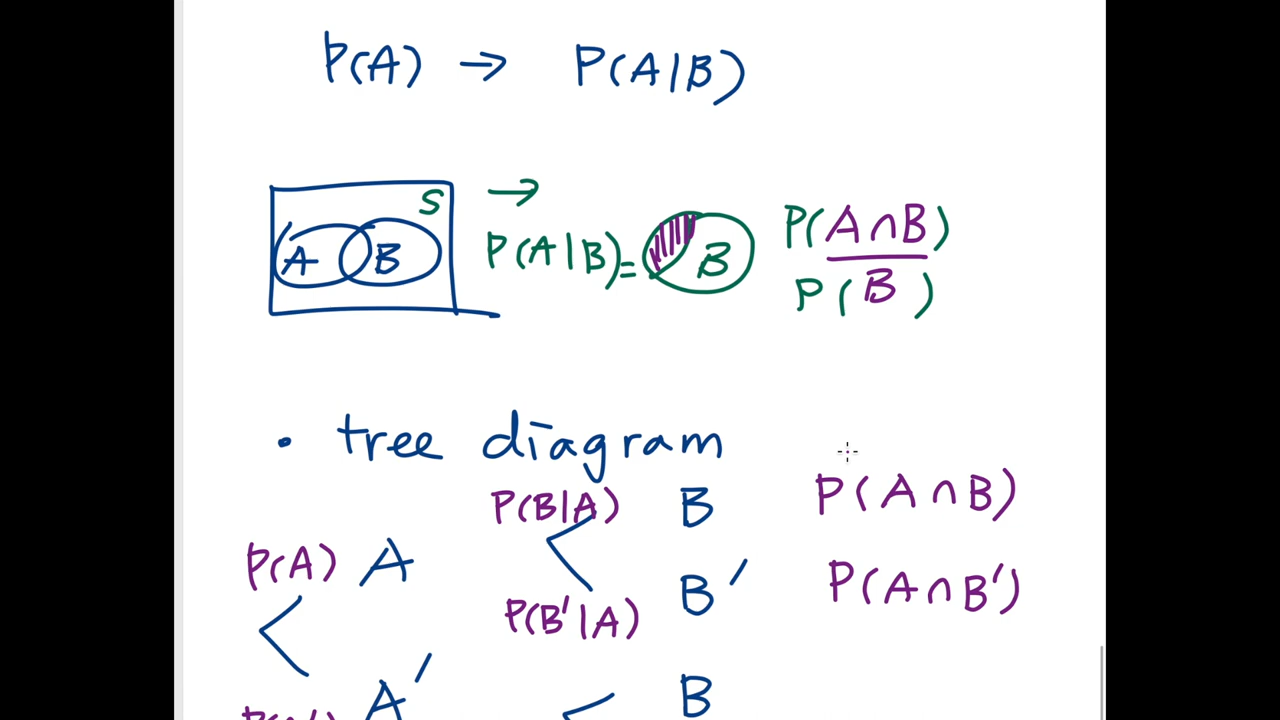 P(A) → P(A|B)
S
→
A B P(A|B) = B P(A∩B)
P(B)
• tree diagram
P(B|A) B P(A∩B)
P(A) A
P(B'|A) B' P(A∩B')
A' B